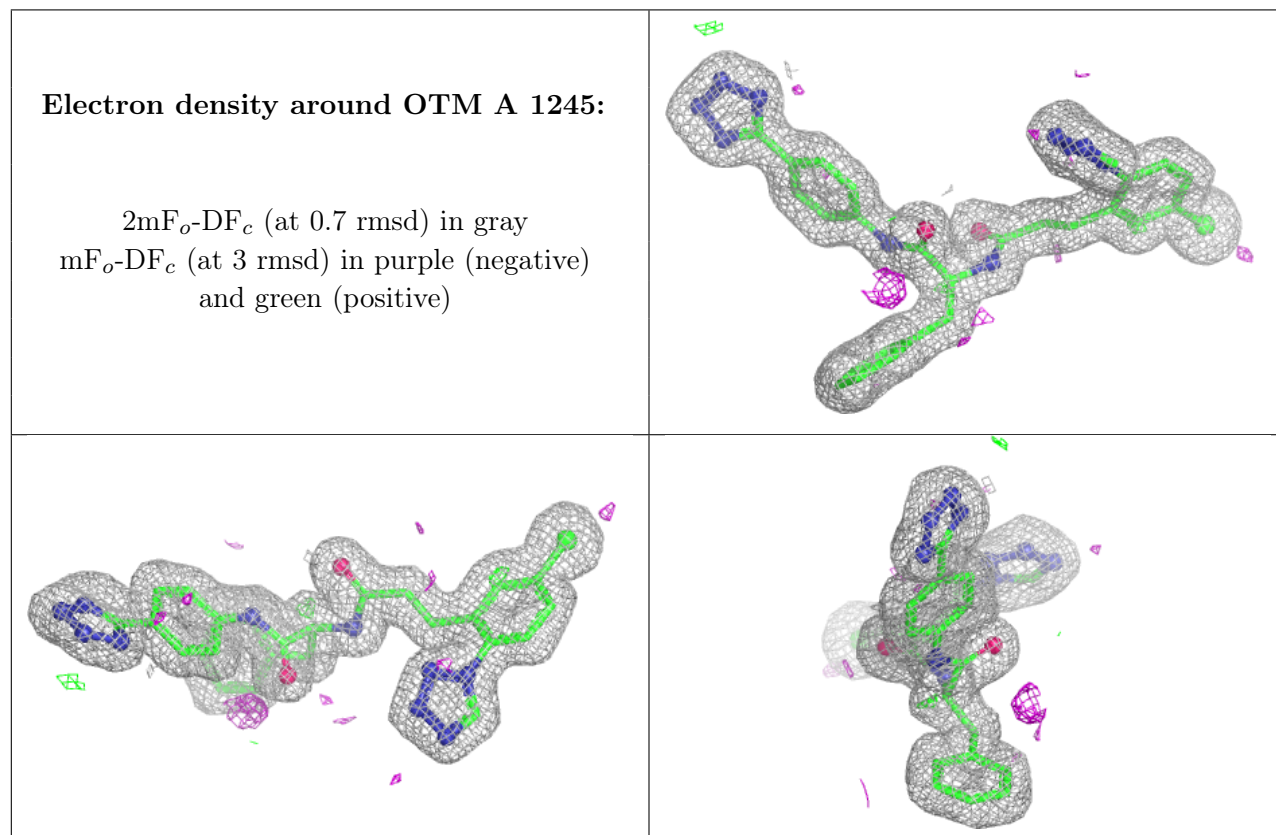 Electron density around OTM A 1245:
2mFₒ-DF𝒸 (at 0.7 rmsd) in gray
mFₒ-DF𝒸 (at 3 rmsd) in purple (negative)
and green (positive)